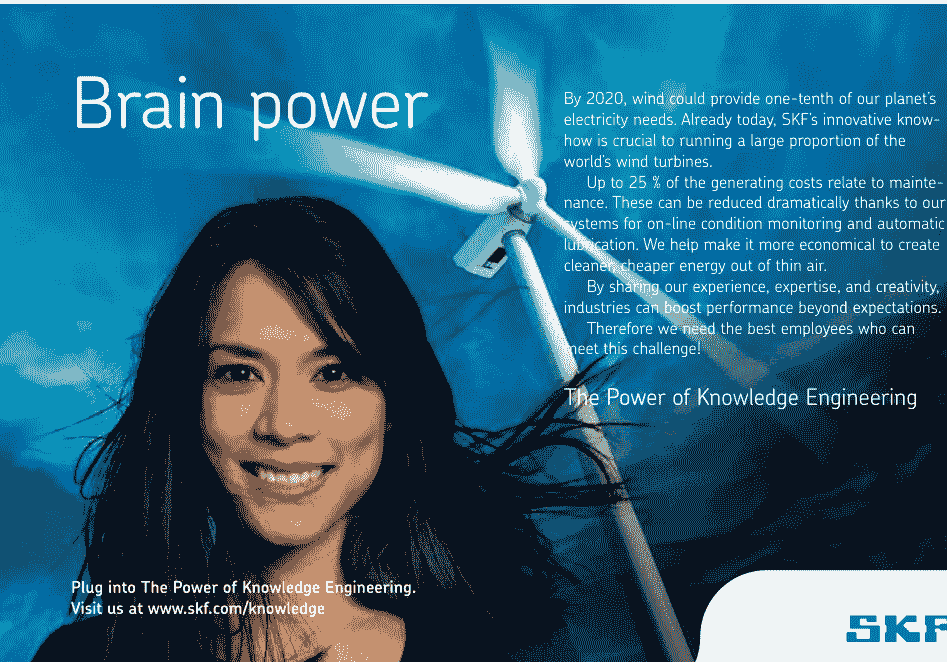 Brain power
By 2020, wind could provide one-tenth of our planet's
electricity needs. Already today, SKF's innovative know-
how is crucial to running a large proportion of the
world's wind turbines.
Up to 25 % of the generating costs relate to mainte-
nance. These can be reduced dramatically thanks to our
systems for on-line condition monitoring and automatic
lubrication. We help make it more economical to create
cleaner, cheaper energy out of thin air.
By sharing our experience, expertise, and creativity,
industries can boost performance beyond expectations.
Therefore we need the best employees who can
meet this challenge!
The Power of Knowledge Engineering
Plug into The Power of Knowledge Engineering.
Visit us at www.skf.com/knowledge
SKF